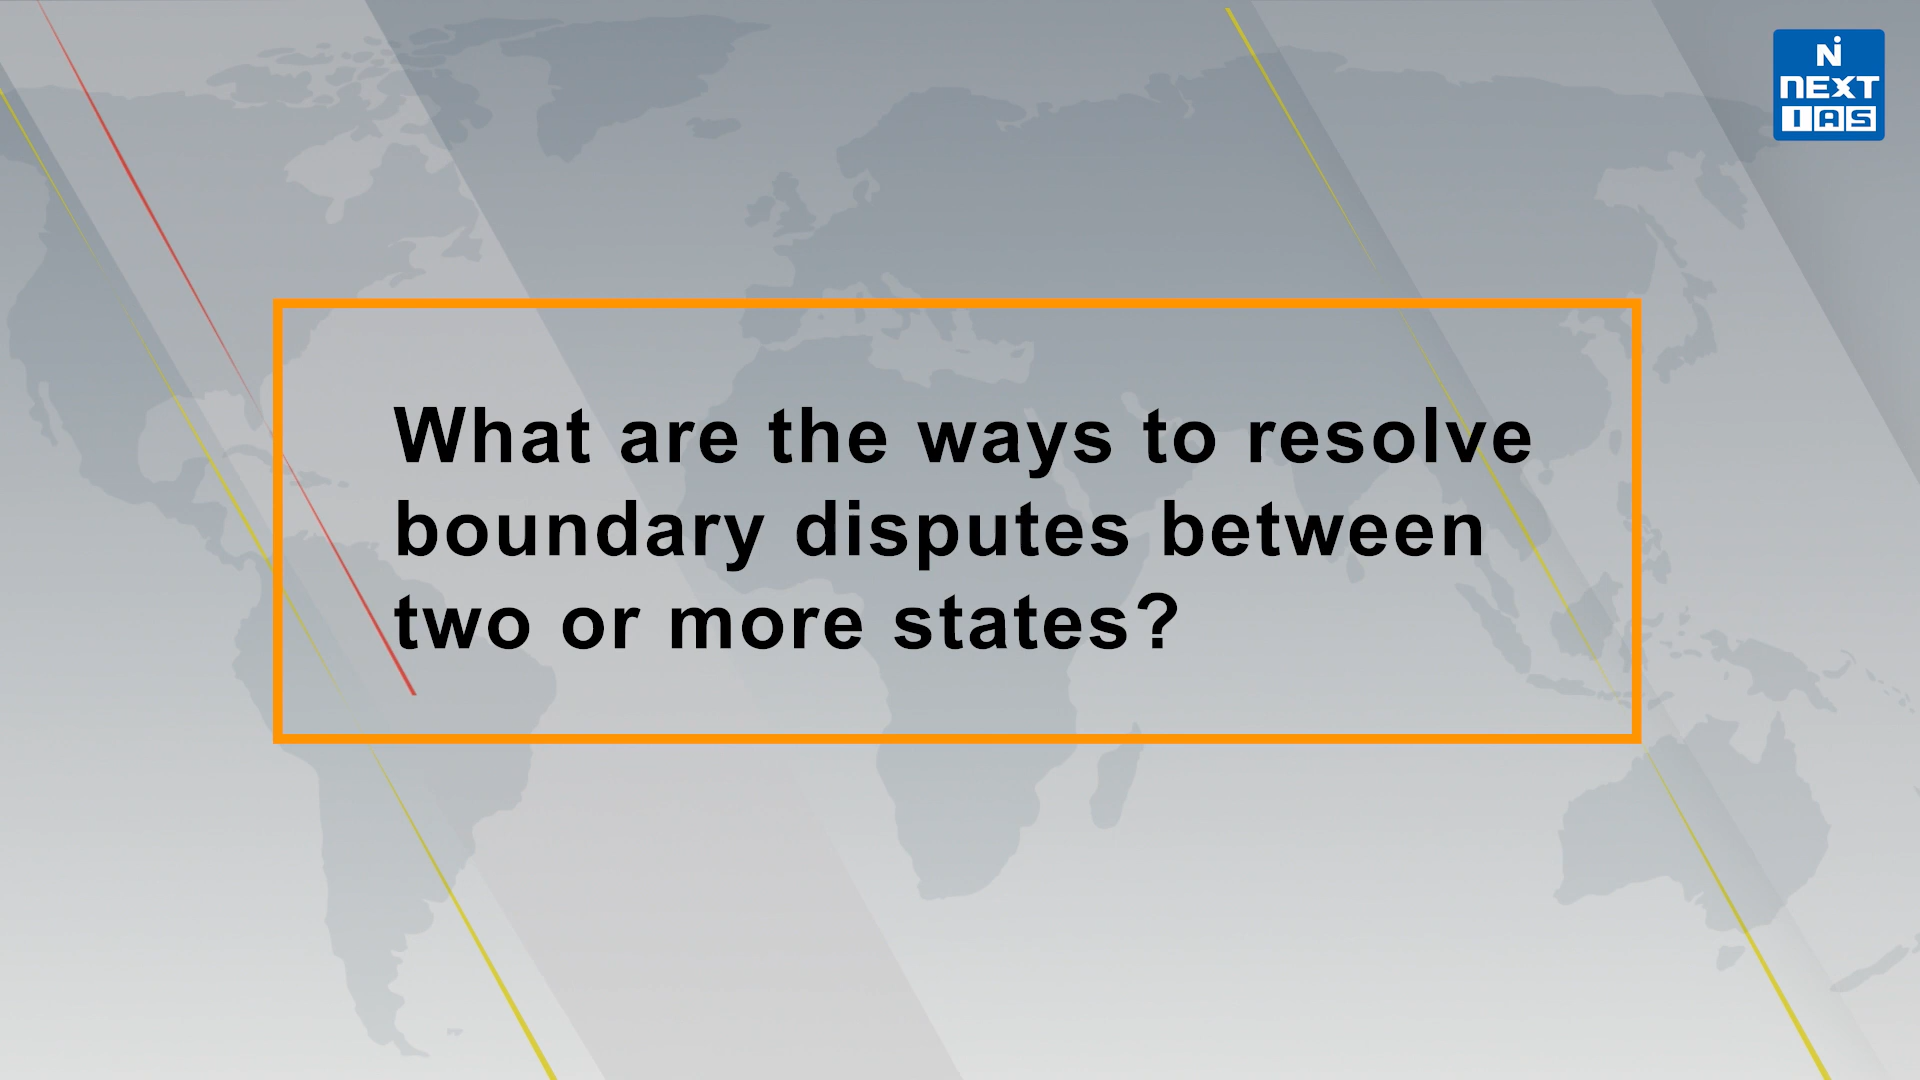 NEXT
IAS
What are the ways to resolve
boundary disputes between
two or more states?